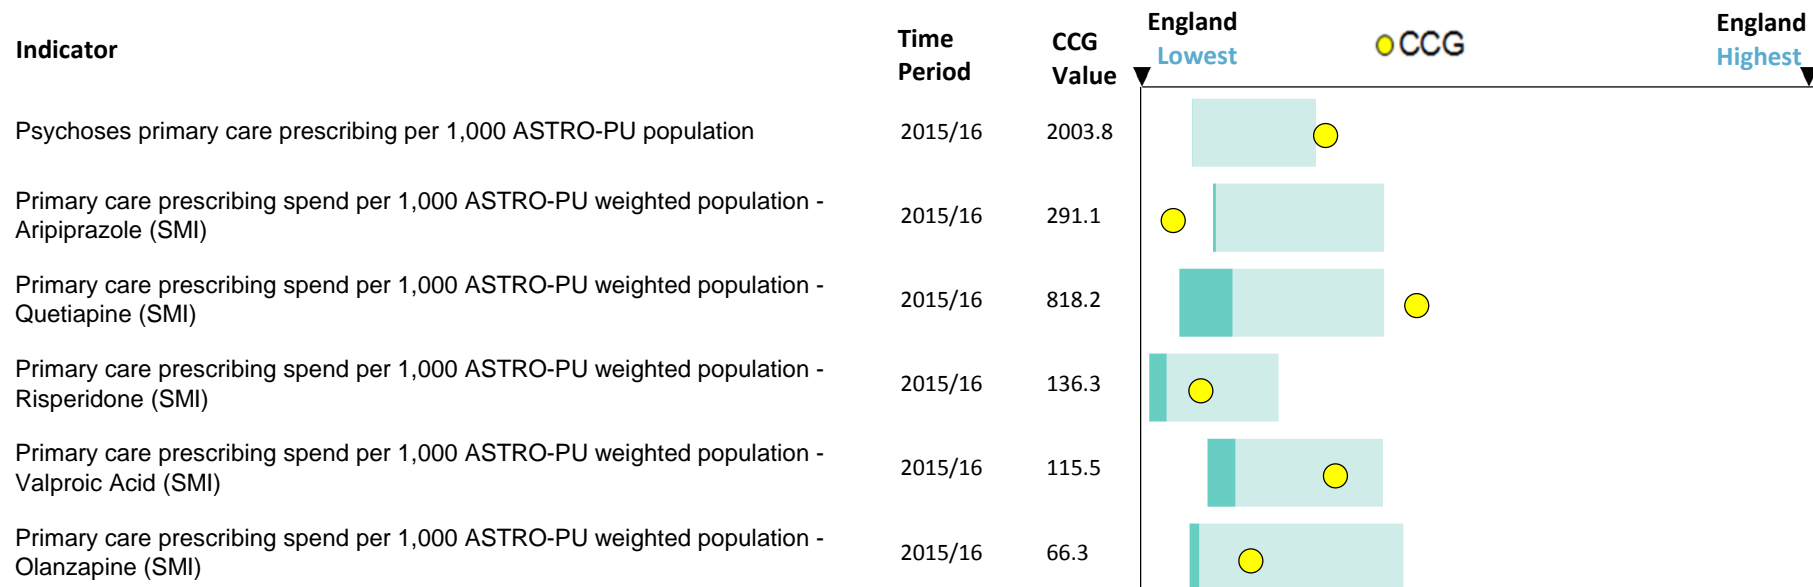 Indicator
Time
Period
CCG
Value
England
Lowest
CCG
England
Highest
Psychoses primary care prescribing per 1,000 ASTRO-PU population 2015/16 2003.8
Primary care prescribing spend per 1,000 ASTRO-PU weighted population -
Aripiprazole (SMI)
2015/16 291.1
Primary care prescribing spend per 1,000 ASTRO-PU weighted population -
Quetiapine (SMI)
2015/16 818.2
Primary care prescribing spend per 1,000 ASTRO-PU weighted population -
Risperidone (SMI)
2015/16 136.3
Primary care prescribing spend per 1,000 ASTRO-PU weighted population -
Valproic Acid (SMI)
2015/16 115.5
Primary care prescribing spend per 1,000 ASTRO-PU weighted population -
Olanzapine (SMI)
2015/16 66.3